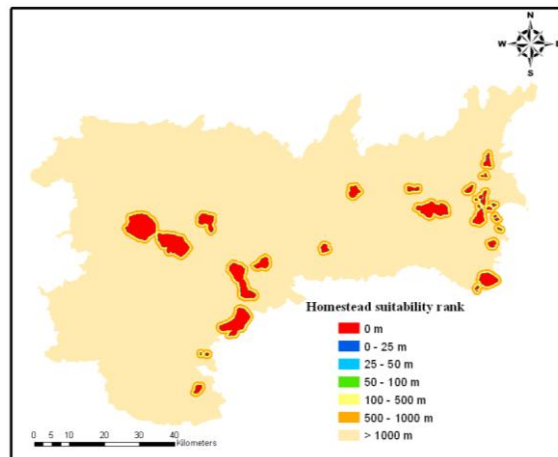 N
W E
S
Homestead suitability rank
0 m
0 - 25 m
25 - 50 m
50 - 100 m
100 - 500 m
500 - 1000 m
> 1000 m
0 5 10 20 30 40
Kilometers